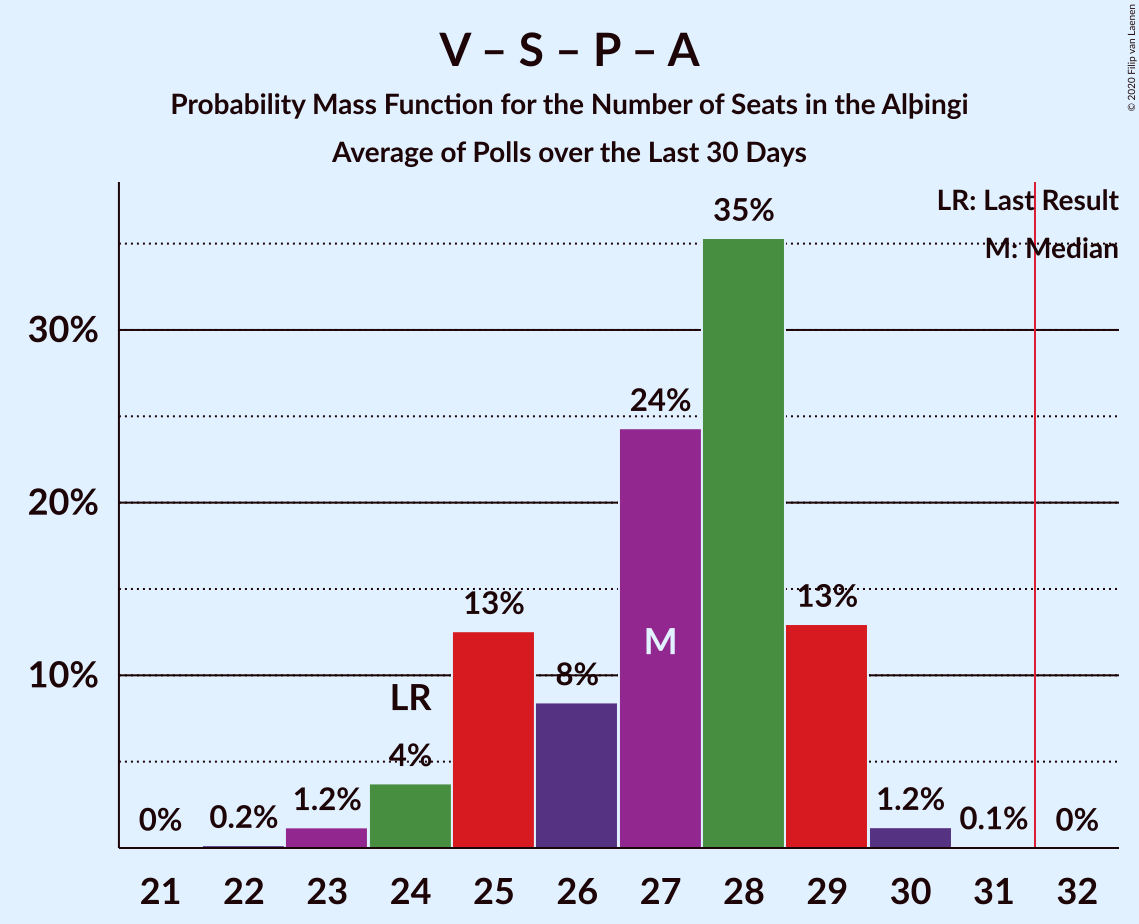 V – S – P – A
Probability Mass Function for the Number of Seats in the Alþingi
Average of Polls over the Last 30 Days
© 2020 Filip van Laenen
LR: Last Result
M: Median
30%
20%
10%
0%
0.2%
1.2%
LR
4%
13%
8%
24%
M
35%
13%
1.2%
0.1%
0%
21 22 23 24 25 26 27 28 29 30 31 32